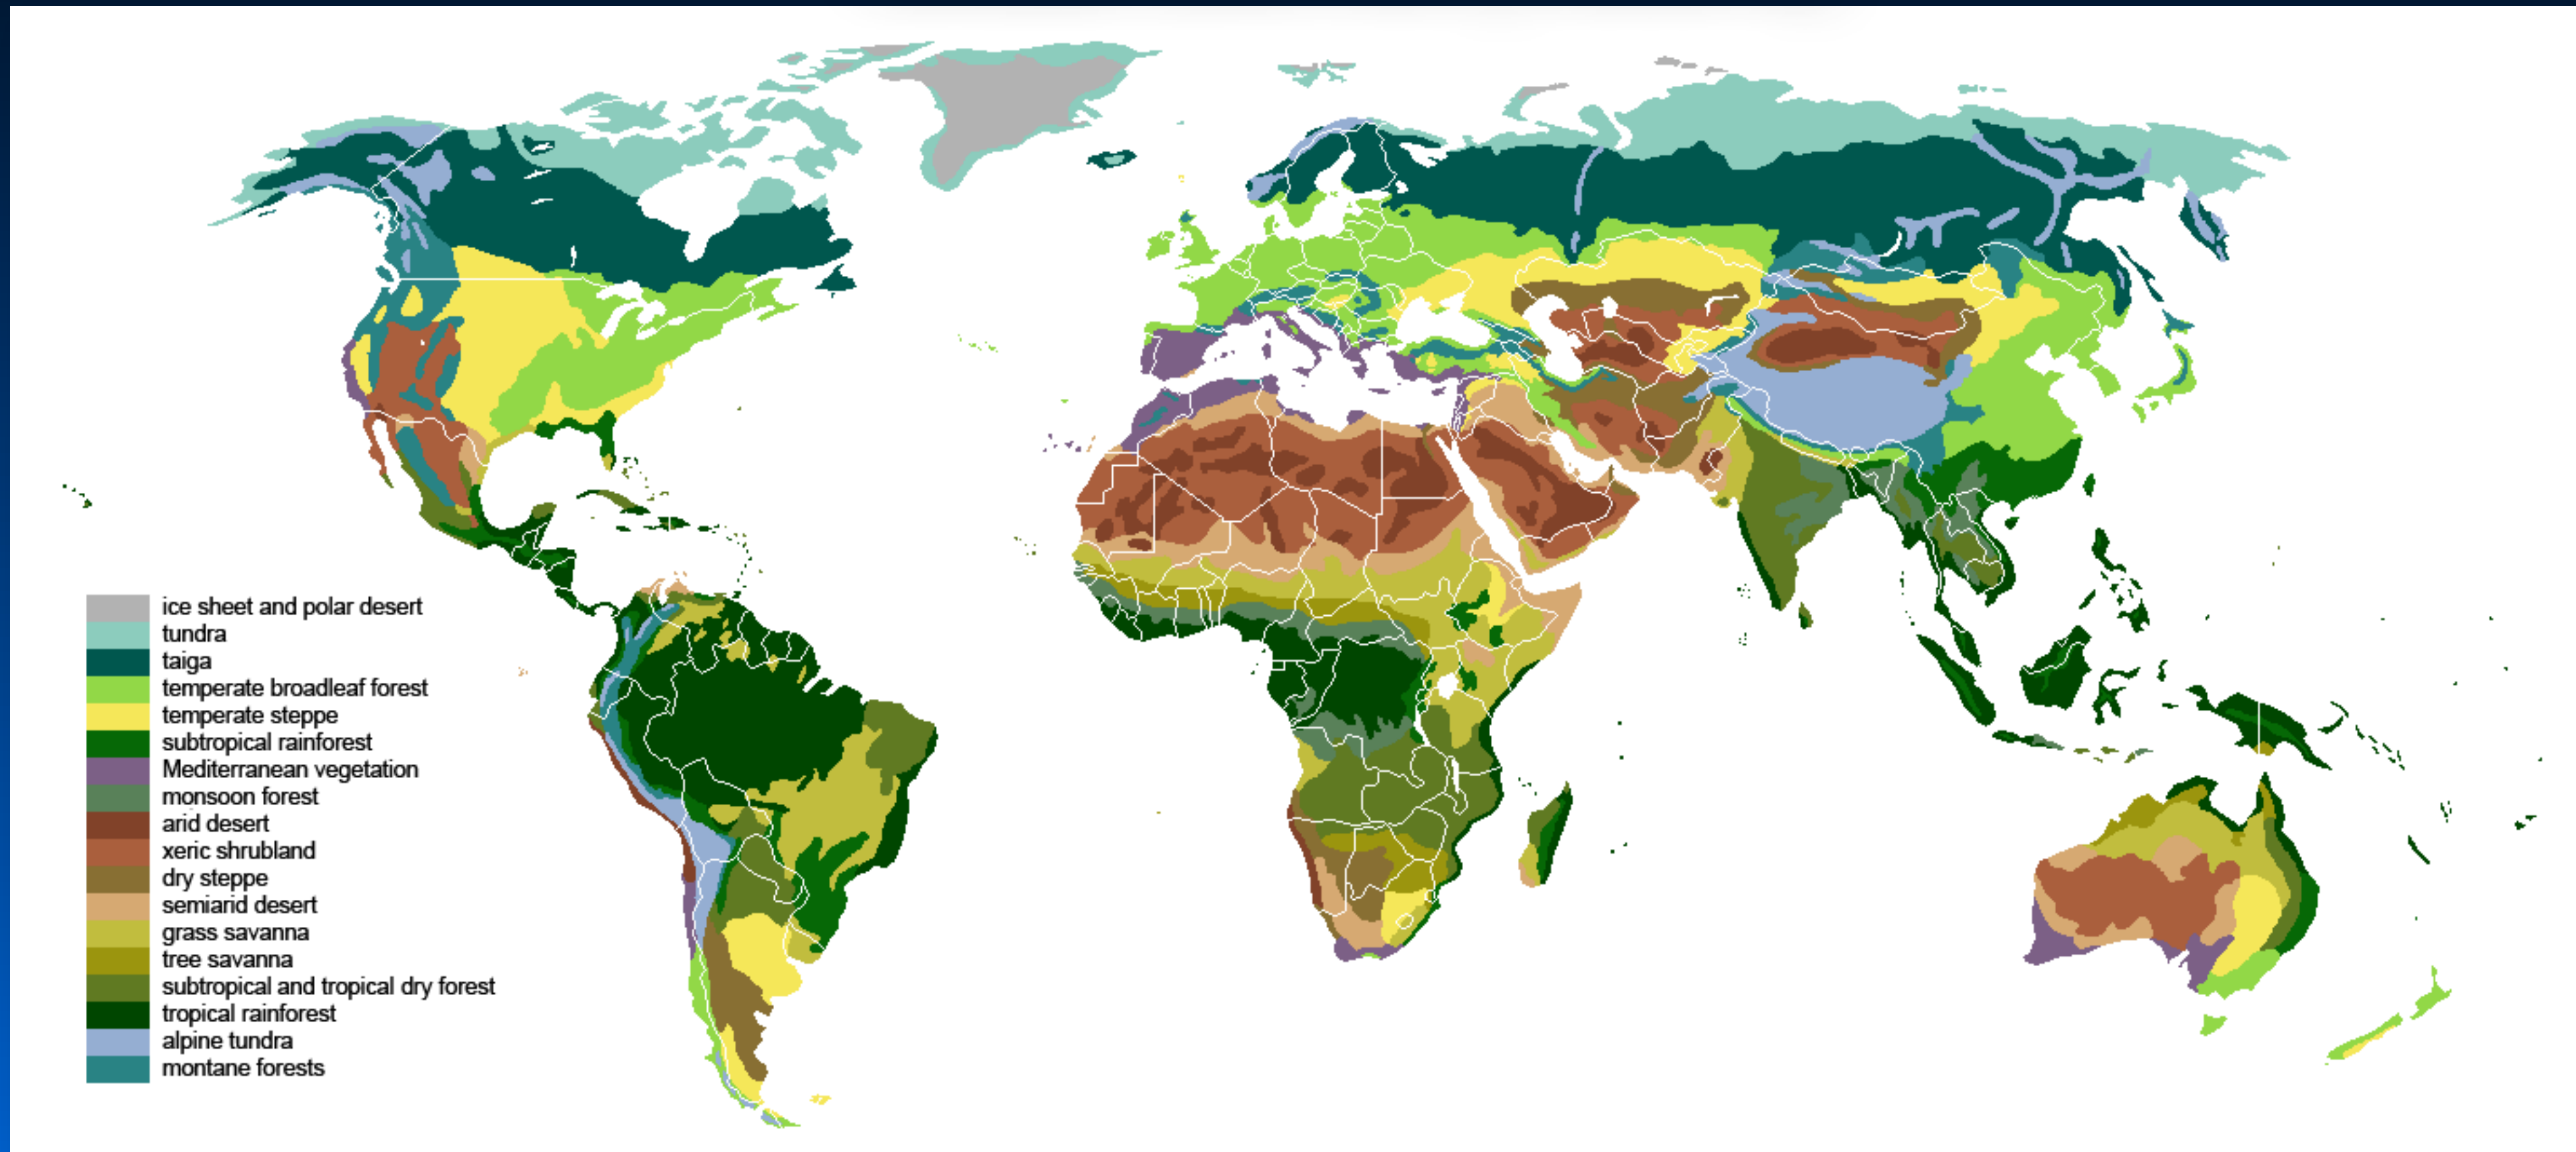 ice sheet and polar desert
tundra
taiga
temperate broadleaf forest
temperate steppe
subtropical rainforest
Mediterranean vegetation
monsoon forest
arid desert
xeric shrubland
dry steppe
semiarid desert
grass savanna
tree savanna
subtropical and tropical dry forest
tropical rainforest
alpine tundra
montane forests